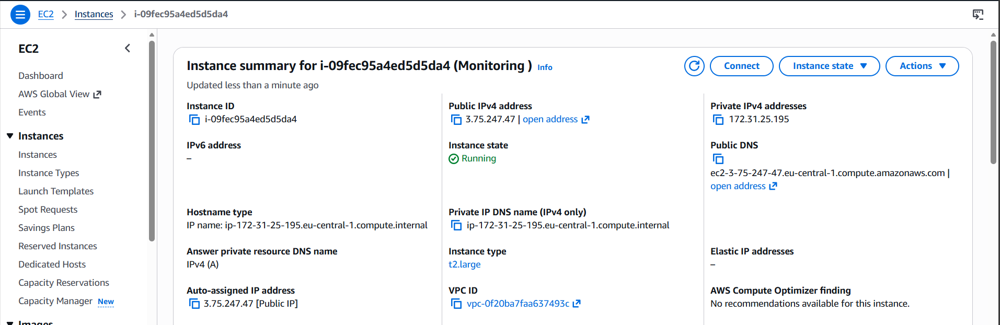 EC2 > Instances > i-09fec95a4ed5d5da4
EC2
Dashboard
AWS Global View
Events
Instances
Instances
Instance Types
Launch Templates
Spot Requests
Savings Plans
Reserved Instances
Dedicated Hosts
Capacity Reservations
Capacity Manager New
Images
Instance summary for i-09fec95a4ed5d5da4 (Monitoring ) Info
Updated less than a minute ago
Connect
Instance state
Actions
Instance ID
i-09fec95a4ed5d5da4
Public IPv4 address
3.75.247.47 | open address
Private IPv4 addresses
172.31.25.195
IPv6 address
–
Instance state
Running
Public DNS
ec2-3-75-247-47.eu-central-1.compute.amazonaws.com |
open address
Hostname type
IP name: ip-172-31-25-195.eu-central-1.compute.internal
Private IP DNS name (IPv4 only)
ip-172-31-25-195.eu-central-1.compute.internal
Answer private resource DNS name
IPv4 (A)
Instance type
t2.large
Elastic IP addresses
–
Auto-assigned IP address
3.75.247.47 [Public IP]
VPC ID
vpc-0f20ba7faa637493c
AWS Compute Optimizer finding
No recommendations available for this instance.